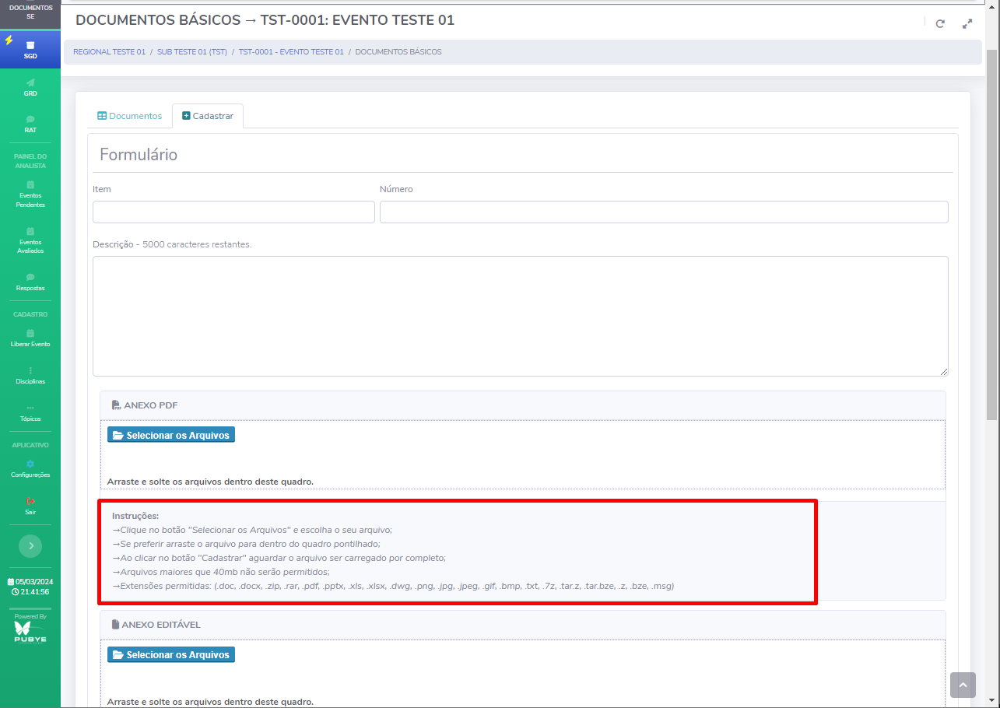 DOCUMENTOS
SE
SGD
GRD
RAT
PAINEL DO
ANALISTA
Eventos
Pendentes
Eventos
Avaliados
Respostas
CADASTRO
Liberar Evento
Disciplinas
Tópicos
APLICATIVO
Configurações
Sair
05/03/2024
21:41:56
Powered By
PUBYE
DOCUMENTOS BÁSICOS → TST-0001: EVENTO TESTE 01
REGIONAL TESTE 01 / SUB TESTE 01 (TST) / TST-0001 - EVENTO TESTE 01 / DOCUMENTOS BÁSICOS
Documentos Cadastrar
Formulário
Item Número
Descrição - 5000 caracteres restantes.
ANEXO PDF
Selecionar os Arquivos
Arraste e solte os arquivos dentro deste quadro.
Instruções:
→Clique no botão "Selecionar os Arquivos" e escolha o seu arquivo;
→Se preferir arraste o arquivo para dentro do quadro pontilhado;
→Ao clicar no botão "Cadastrar" aguardar o arquivo ser carregado por completo;
→Arquivos maiores que 40mb não serão permitidos;
→Extensões permitidas: (.doc, .docx, .zip, .rar, .pdf, .pptx, .xls, .xlsx, .dwg, .png, .jpg, .jpeg, .gif, .bmp, .txt, .7z, .tar.z, .tar.bze, .z, .bze, .msg)
ANEXO EDITÁVEL
Selecionar os Arquivos
Arraste e solte os arquivos dentro deste quadro.